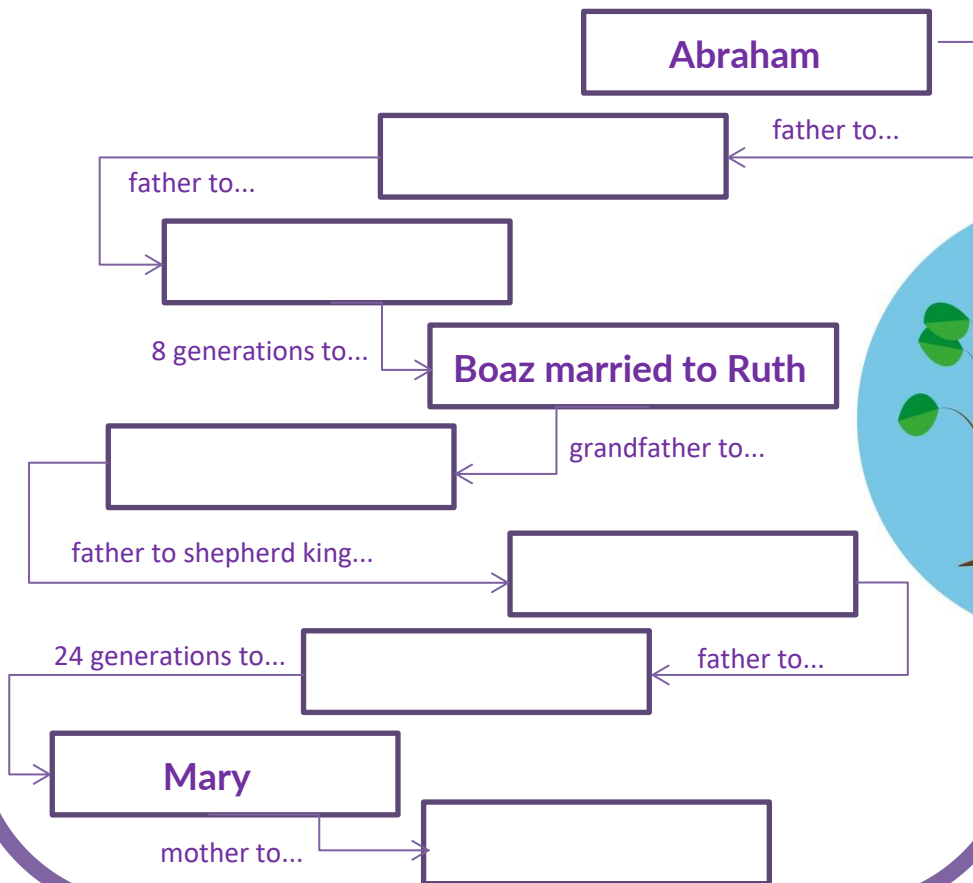 Abraham
father to...
father to...
8 generations to...
Boaz married to Ruth
grandfather to...
father to shepherd king...
24 generations to...
father to...
Mary
mother to...